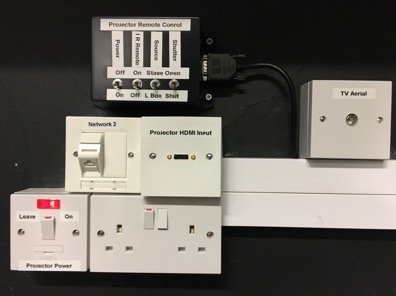 Projector Remote Conrol
Power
I R Remote
Source
Shutter
Off On Stage Open
On Off L Box Shut
TV Aerial
Network 2
Projector HDMI Input
Leave On
Projector Power